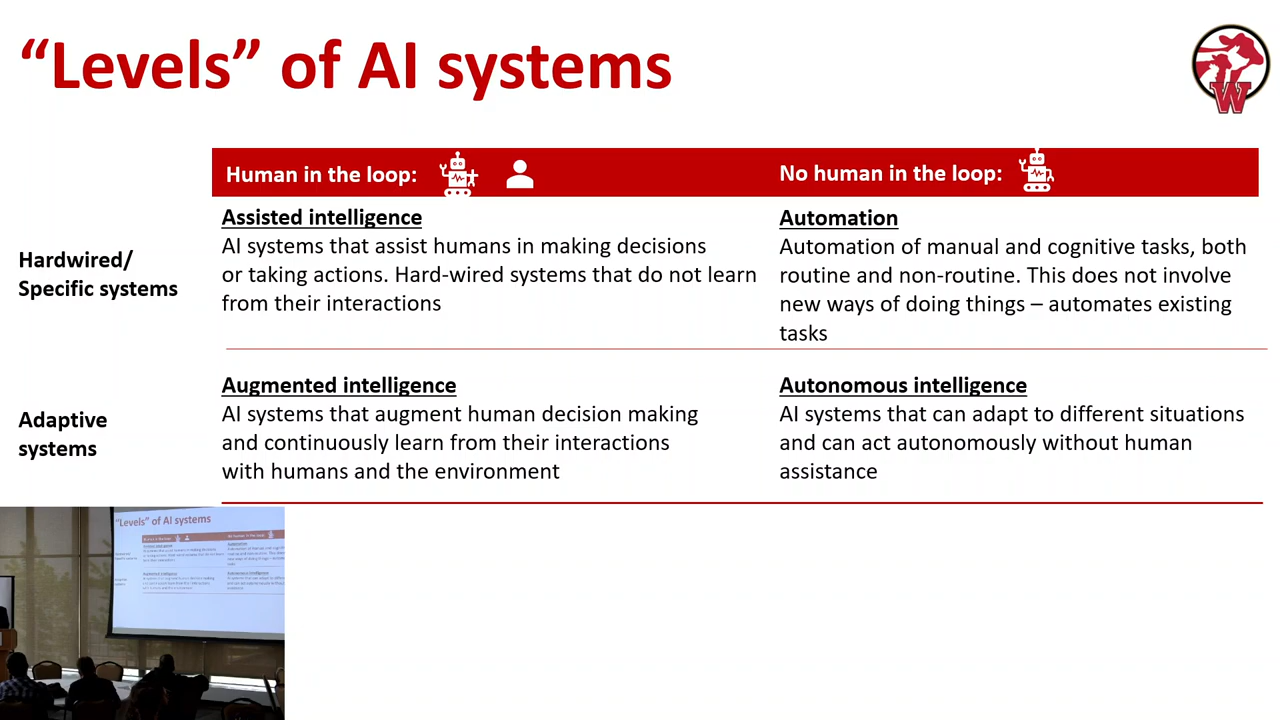 “Levels” of AI systems
W
Human in the loop:
No human in the loop:
Hardwired/
Specific systems
Assisted intelligence
AI systems that assist humans in making decisions
or taking actions. Hard-wired systems that do not learn
from their interactions
Automation
Automation of manual and cognitive tasks, both
routine and non-routine. This does not involve
new ways of doing things – automates existing
tasks
Adaptive
systems
Augmented intelligence
AI systems that augment human decision making
and continuously learn from their interactions
with humans and the environment
Autonomous intelligence
AI systems that can adapt to different situations
and can act autonomously without human
assistance
“Levels” of AI systems